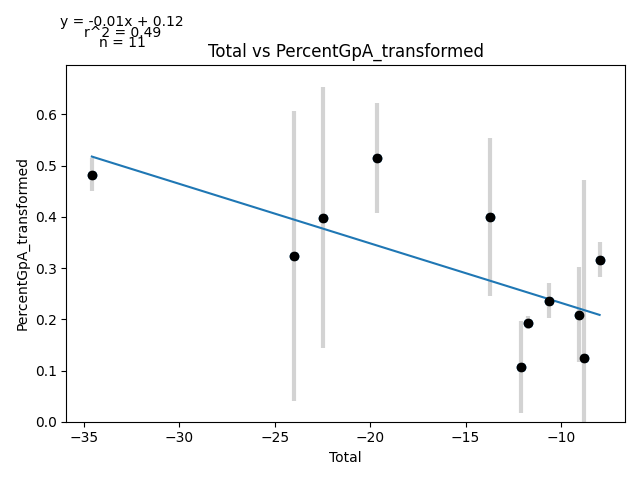 y = -0.01x + 0.12
r^2 = 0.49
n = 11
Total vs PercentGpA_transformed
PercentGpA_transformed
0.6
0.5
0.4
0.3
0.2
0.1
0.0
−35
−30
−25
−20
−15
−10
Total